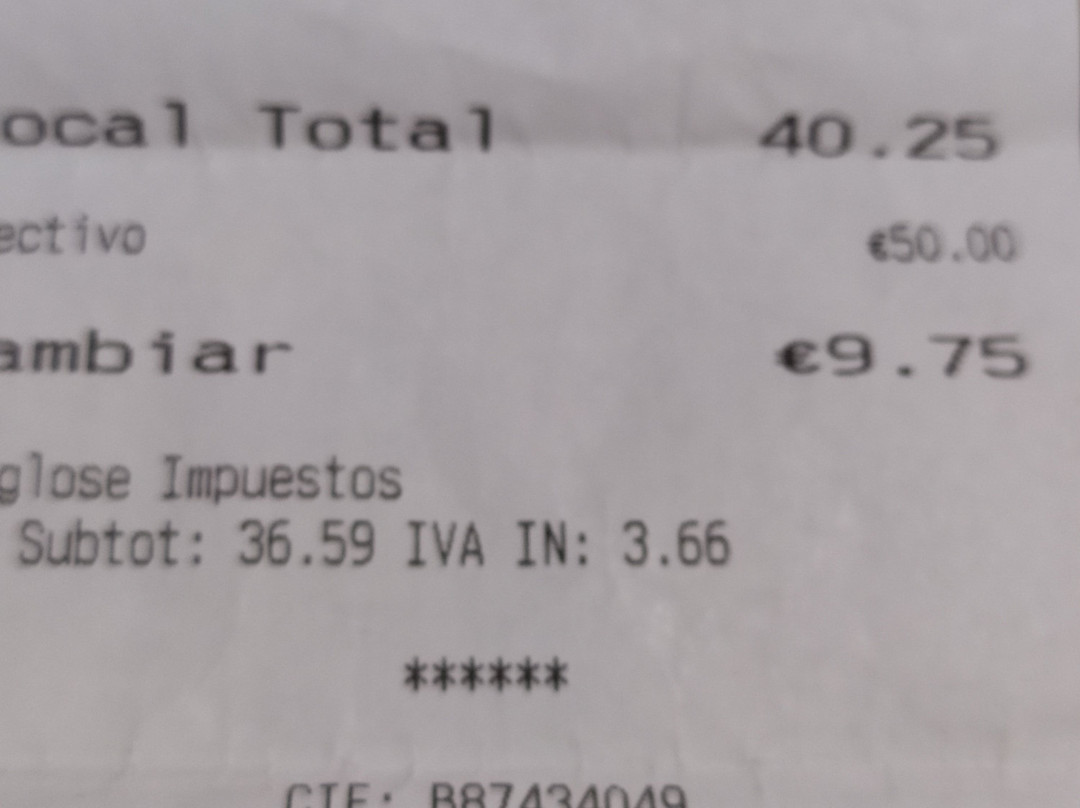 ocal Total 40.25
ectivo €50.00
ambiar €9.75
glose Impuestos
Subtot: 36.59 IVA IN: 3.66
******
CIF: B87434049